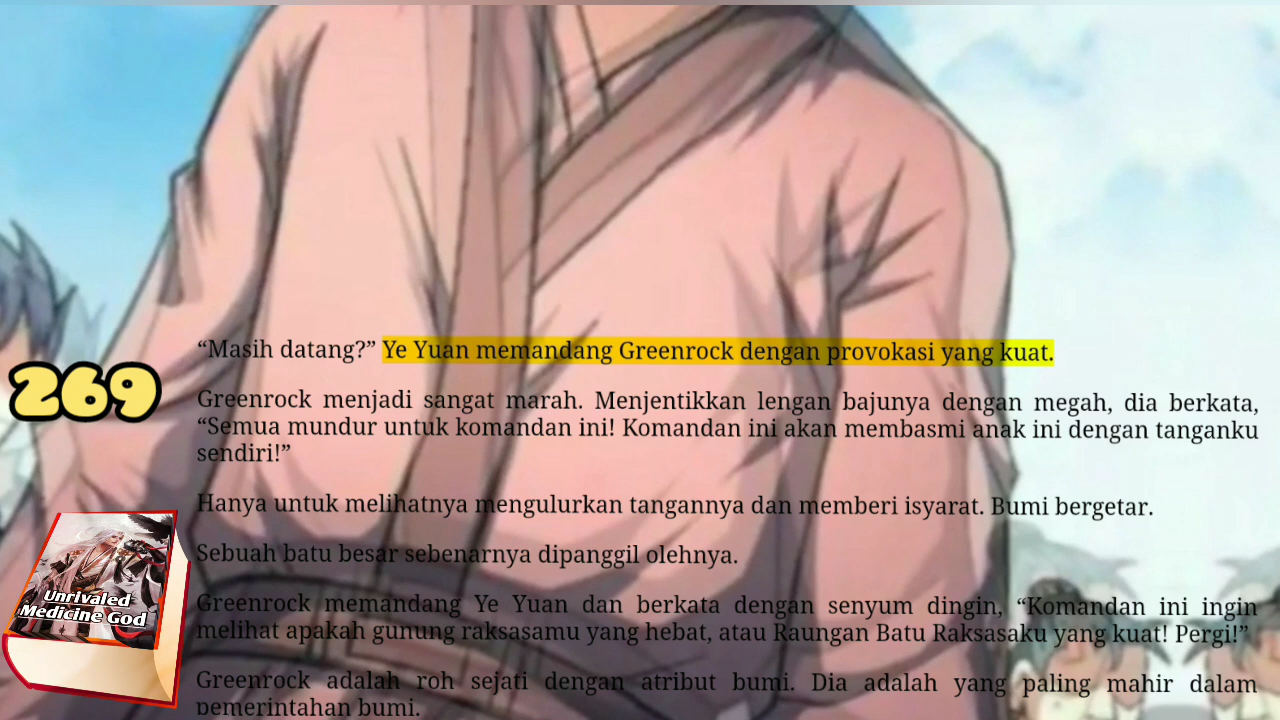 “Masih datang?” Ye Yuan memandang Greenrock dengan provokasi yang kuat.
269
Greenrock menjadi sangat marah. Menjentikkan lengan bajunya dengan megah, dia berkata,
“Semua mundur untuk komandan ini! Komandan ini akan membasmi anak ini dengan tanganku
sendiri!”
Hanya untuk melihatnya mengulurkan tangannya dan memberi isyarat. Bumi bergetar.
Sebuah batu besar sebenarnya dipanggil olehnya.
Unrivaled
Medicine God
Greenrock memandang Ye Yuan dan berkata dengan senyum dingin, “Komandan ini ingin
melihat apakah gunung raksasamu yang hebat, atau Raungan Batu Raksasaku yang kuat! Pergi!”
Greenrock adalah roh sejati dengan atribut bumi. Dia adalah yang paling mahir dalam
pemerintahan bumi.